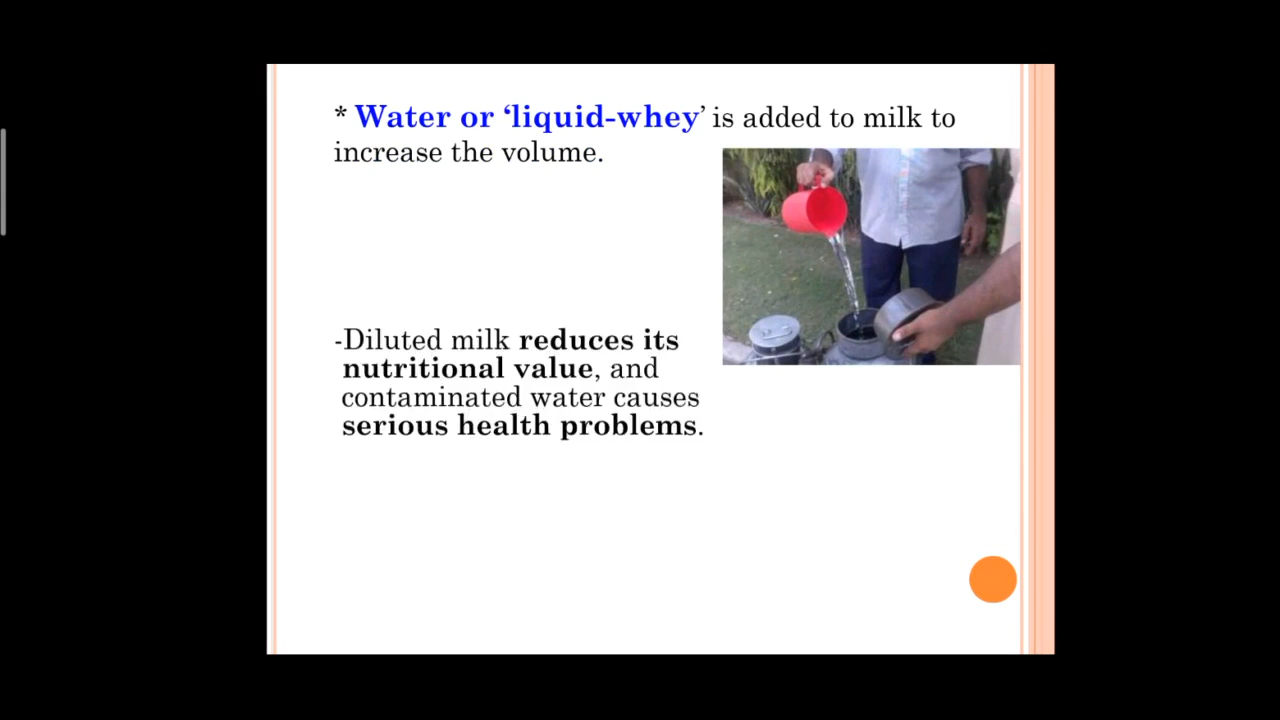 * Water or ‘liquid-whey’ is added to milk to
increase the volume.
-Diluted milk reduces its
nutritional value, and
contaminated water causes
serious health problems.